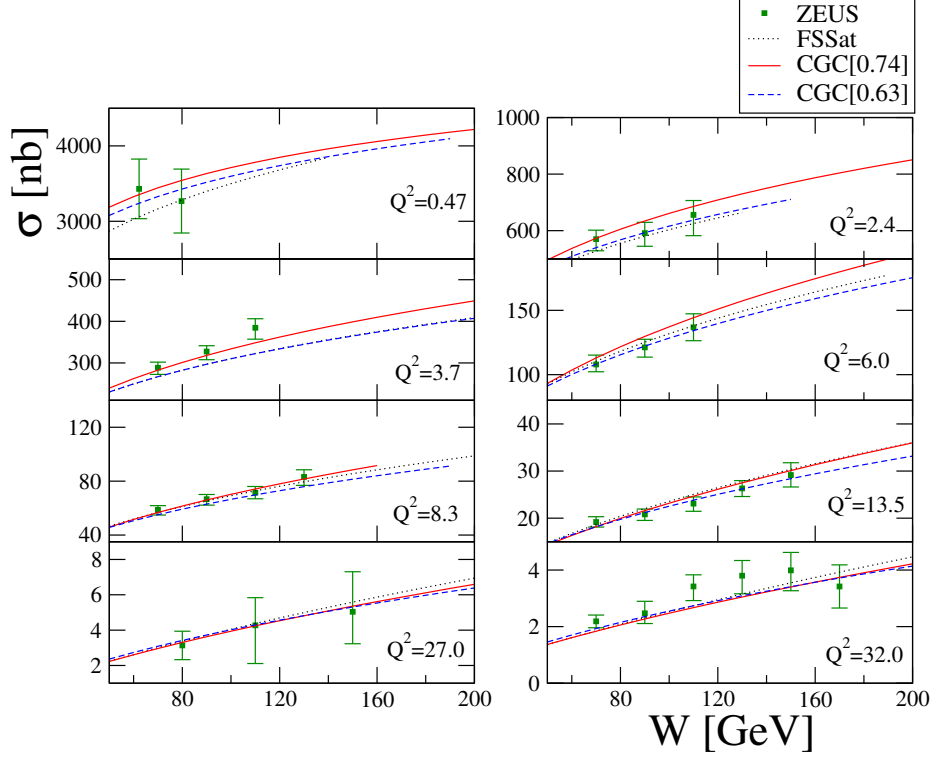 ZEUS
FSSat
CGC[0.74]
CGC[0.63]
σ [nb]
4000
3000
Q²=0.47
1000
800
600
Q²=2.4
500
400
300
Q²=3.7
150
100
Q²=6.0
120
80
40
Q²=8.3
40
30
20
Q²=13.5
8
6
4
2
Q²=27.0
4
2
0
Q²=32.0
80 120 160 200
80 120 160 200
W [GeV]